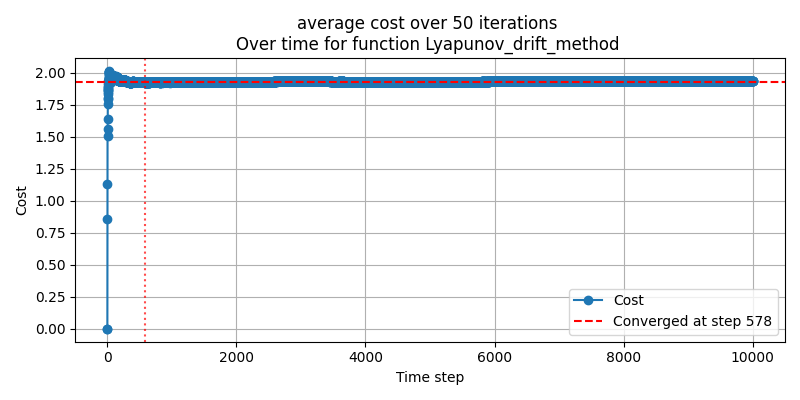 average cost over 50 iterations
Over time for function Lyapunov_drift_method
2.00
1.75
1.50
1.25
1.00
0.75
0.50
0.25
0.00
Cost
Cost
Converged at step 578
0
2000
4000
6000
8000
10000
Time step